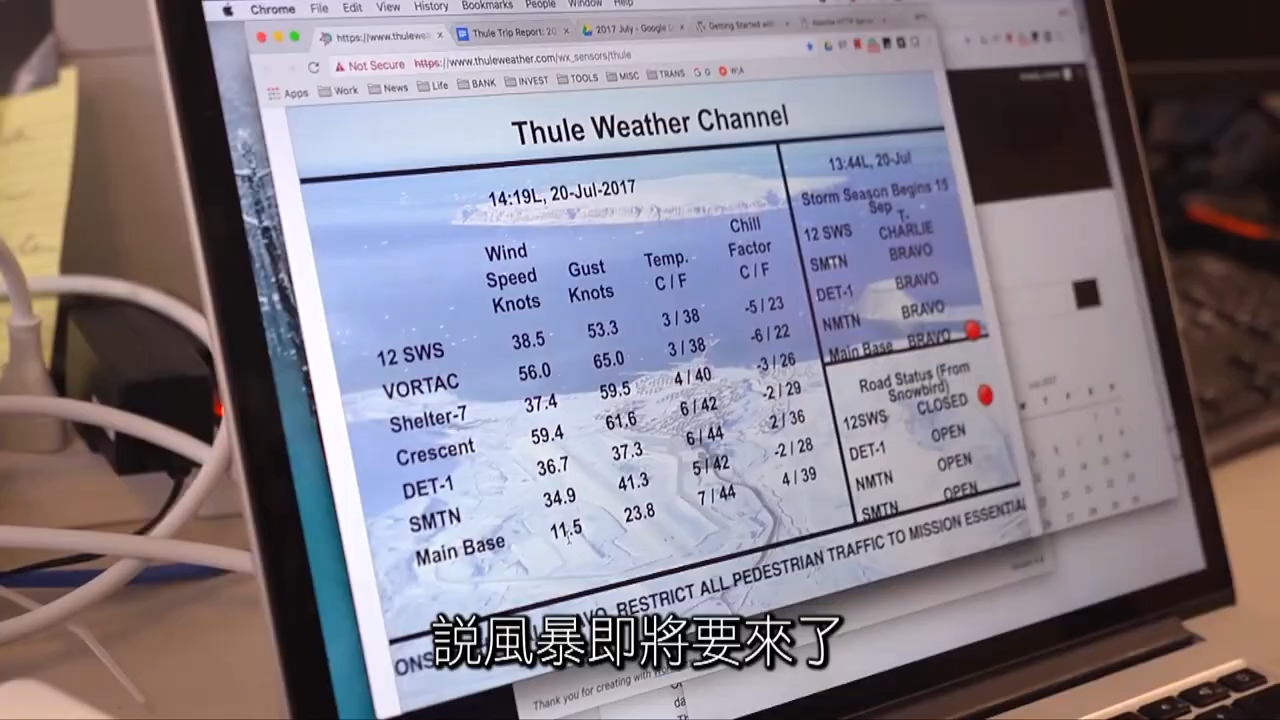 Chrome File Edit View History Bookmarks People Window Help
https://www.thulewea Thule Trip Report: 20 2017 July - Google D Getting Started with
Not Secure https://www.thuleweather.com/wx_sensors/thule
Apps Work News Life BANK INVEST TOOLS MISC TRANS G O W|A
Thule Weather Channel
14:19L, 20-Jul-2017
Wind Speed Knots Gust Knots Temp. C / F Chill Factor C / F
12 SWS 38.5 53.3 3 / 38 -5 / 23
VORTAC 56.0 65.0 3 / 38 -6 / 22
Shelter-7 37.4 59.5 4 / 40 -3 / 26
Crescent 59.4 61.6 6 / 42 -2 / 29
DET-1 36.7 37.3 6 / 44 2 / 36
SMTN 34.9 41.3 5 / 42 -2 / 28
Main Base 11.5 23.8 7 / 44 4 / 39
13:44L, 20-Jul
Storm Season Begins 15
Sep
12 SWS T- CHARLIE
SMTN BRAVO
DET-1 BRAVO
NMTN BRAVO
Main Base BRAVO
Road Status (From
Snowbird)
12SWS CLOSED
DET-1 OPEN
NMTN OPEN
SMTN OPEN
RESTRICT ALL PEDESTRIAN TRAFFIC TO MISSION ESSENTIAL
説風暴即將要來了
Thank you for creating with